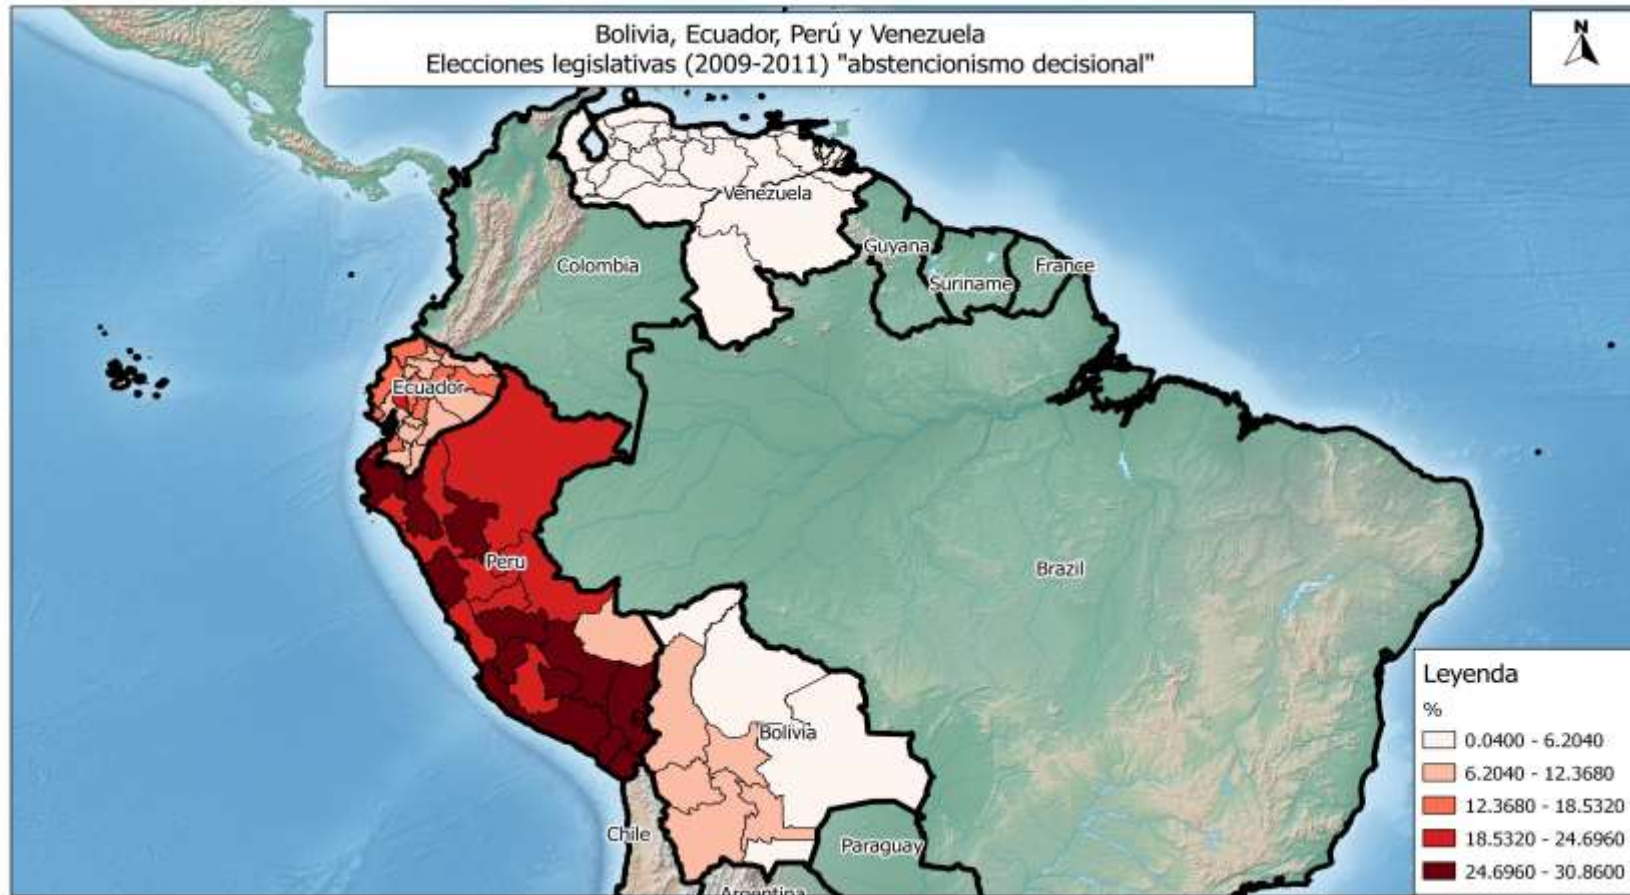 Bolivia, Ecuador, Perú y Venezuela
Elecciones legislativas (2009-2011) "abstencionismo decisional"
N
Venezuela
Guyana
Colombia
France
Suriname
Ecuador
Peru
Brazil
Bolivia
Chile
Paraguay
Argentina
Leyenda
%
0.0400 - 6.2040
6.2040 - 12.3680
12.3680 - 18.5320
18.5320 - 24.6960
24.6960 - 30.8600